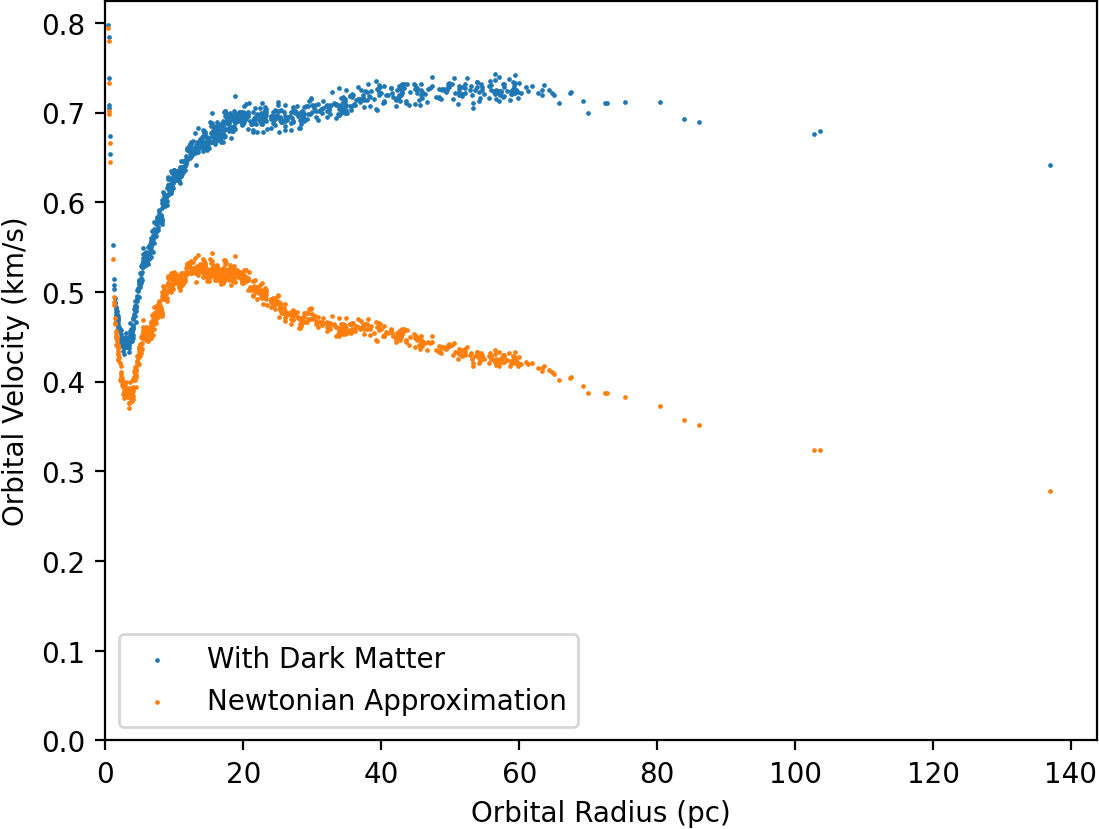 0.8
0.7
0.6
0.5
0.4
0.3
0.2
0.1
0.0
Orbital Velocity (km/s)
With Dark Matter
Newtonian Approximation
0 20 40 60 80 100 120 140
Orbital Radius (pc)